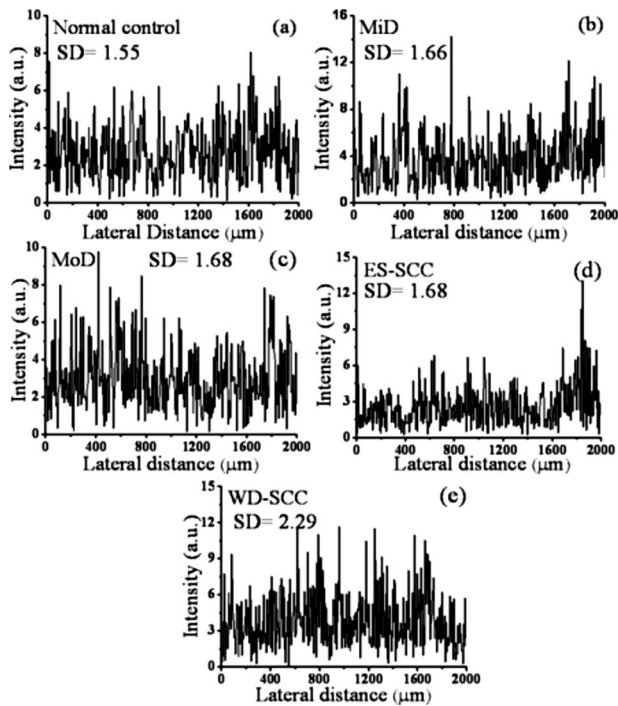 Normal control
(a)
SD= 1.55
Intensity (a.u.)
10
8
6
4
2
0
0 400 800 1200 1600 2000
Lateral Distance (μm)
MiD
(b)
SD= 1.66
Intensity (a.u.)
16
12
8
4
0
0 400 800 1200 1600 2000
Lateral distance (μm)
MoD
SD= 1.68
(c)
Intensity (a.u.)
10
8
6
4
2
0
0 400 800 1200 1600 2000
Lateral distance (μm)
ES-SCC
(d)
SD= 1.68
Intensity (a.u.)
15
12
9
6
3
0
0 400 800 1200 1600 2000
Lateral distance (μm)
WD-SCC
(e)
SD= 2.29
Intensity (a.u.)
15
12
9
6
3
0
0 400 800 1200 1600 2000
Lateral distance (μm)